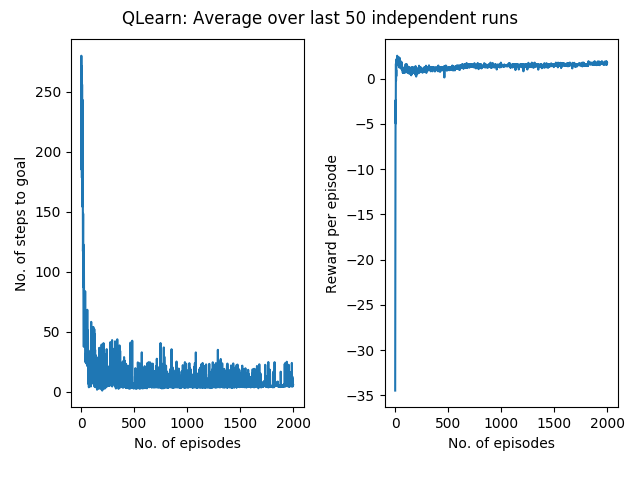 QLearn: Average over last 50 independent runs
No. of steps to goal
250
200
150
100
50
0
0 500 1000 1500 2000
No. of episodes
Reward per episode
0
−5
−10
−15
−20
−25
−30
−35
0 500 1000 1500 2000
No. of episodes